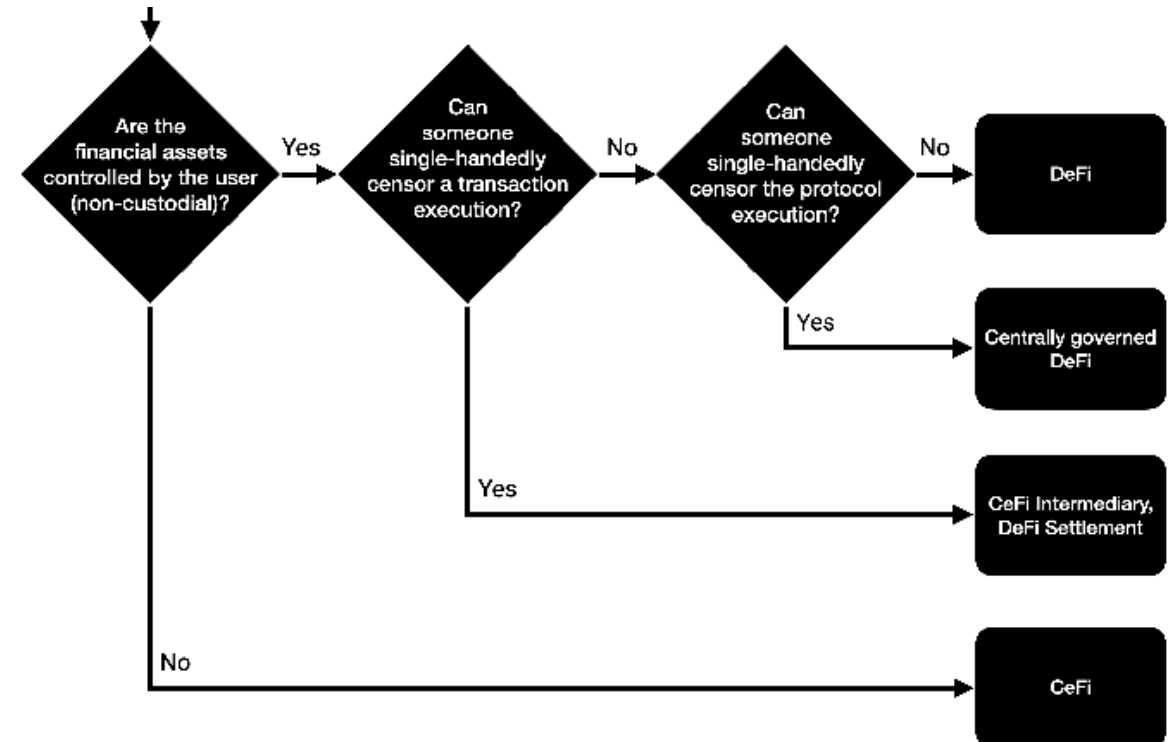 Are the
financial assets
controlled by the user
(non-custodial)?
Yes
Can
someone
single-handedly
censor a transaction
execution?
No
Can
someone
single-handedly
censor the protocol
execution?
No
DeFi
Yes
Centrally governed
DeFi
Yes
CeFi Intermediary,
DeFi Settlement
No
CeFi